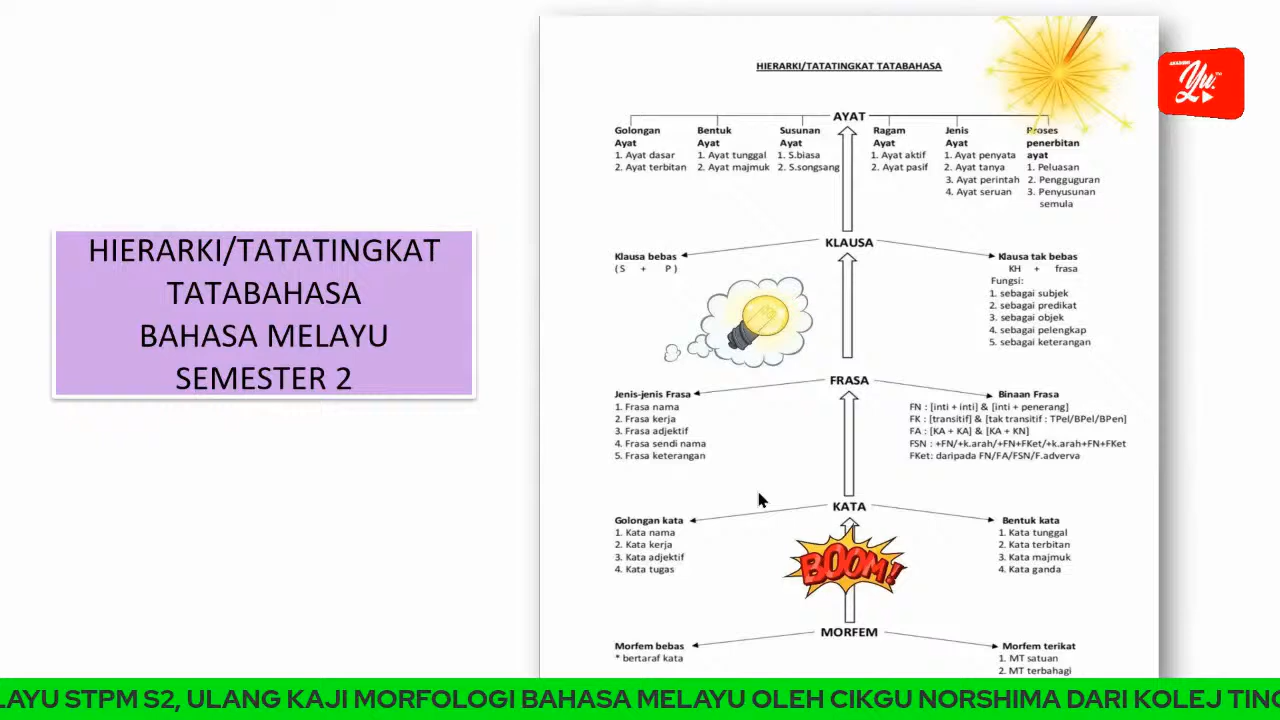 HIERARKI/TATATINGKAT
TATABAHASA
BAHASA MELAYU
SEMESTER 2
HIERARKI/TATATINGKAT TATABAHASA
AYAT
Golongan Ayat
1. Ayat dasar
2. Ayat terbitan
Bentuk Ayat
1. Ayat tunggal
2. Ayat majmuk
Susunan Ayat
1. S.biasa
2. S.songsang
Ragam Ayat
1. Ayat aktif
2. Ayat pasif
Jenis Ayat
1. Ayat penyata
2. Ayat tanya
3. Ayat perintah
4. Ayat seruan
Proses penerbitan ayat
1. Peluasan
2. Pengguguran
3. Penyusunan semula
KLAUSA
Klausa bebas
( S + P )
Klausa tak bebas
KH + frasa
Fungsi:
1. sebagai subjek
2. sebagai predikat
3. sebagai objek
4. sebagai pelengkap
5. sebagai keterangan
FRASA
Jenis-jenis Frasa
1. Frasa nama
2. Frasa kerja
3. Frasa adjektif
4. Frasa sendi nama
5. Frasa keterangan
Binaan Frasa
FN : [inti + inti] & [inti + penerang]
FK : [transitif] & [tak transitif : TPel/BPel/BPen]
FA : [KA + KA] & [KA + KN]
FSN : +FN/+k.arah/+FN+FKet/+k.arah+FN+FKet
FKet: daripada FN/FA/FSN/F.adverva
KATA
Golongan kata
1. Kata nama
2. Kata kerja
3. Kata adjektif
4. Kata tugas
Bentuk kata
1. Kata tunggal
2. Kata terbitan
3. Kata majmuk
4. Kata ganda
BOOM!
MORFEM
Morfem bebas
* bertaraf kata
Morfem terikat
1. MT satuan
2. MT terbahagi
LAYU STPM S2, ULANG KAJI MORFOLOGI BAHASA MELAYU OLEH CIKGU NORSHIMA DARI KOLEJ TING